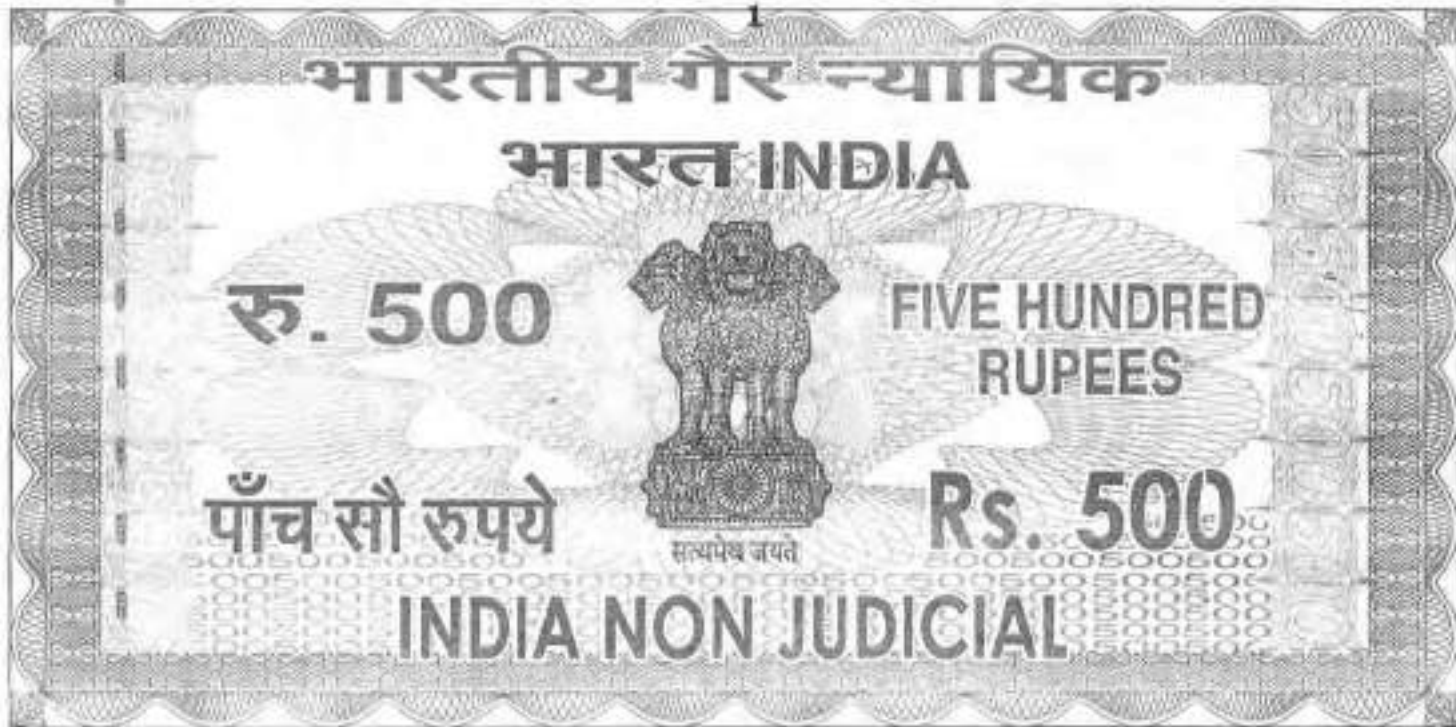 1
भारतीय गैर न्यायिक
भारत INDIA
रु. 500
FIVE HUNDRED
RUPEES
पाँच सौ रुपये
Rs. 500
सत्यमेव जयते
INDIA NON JUDICIAL